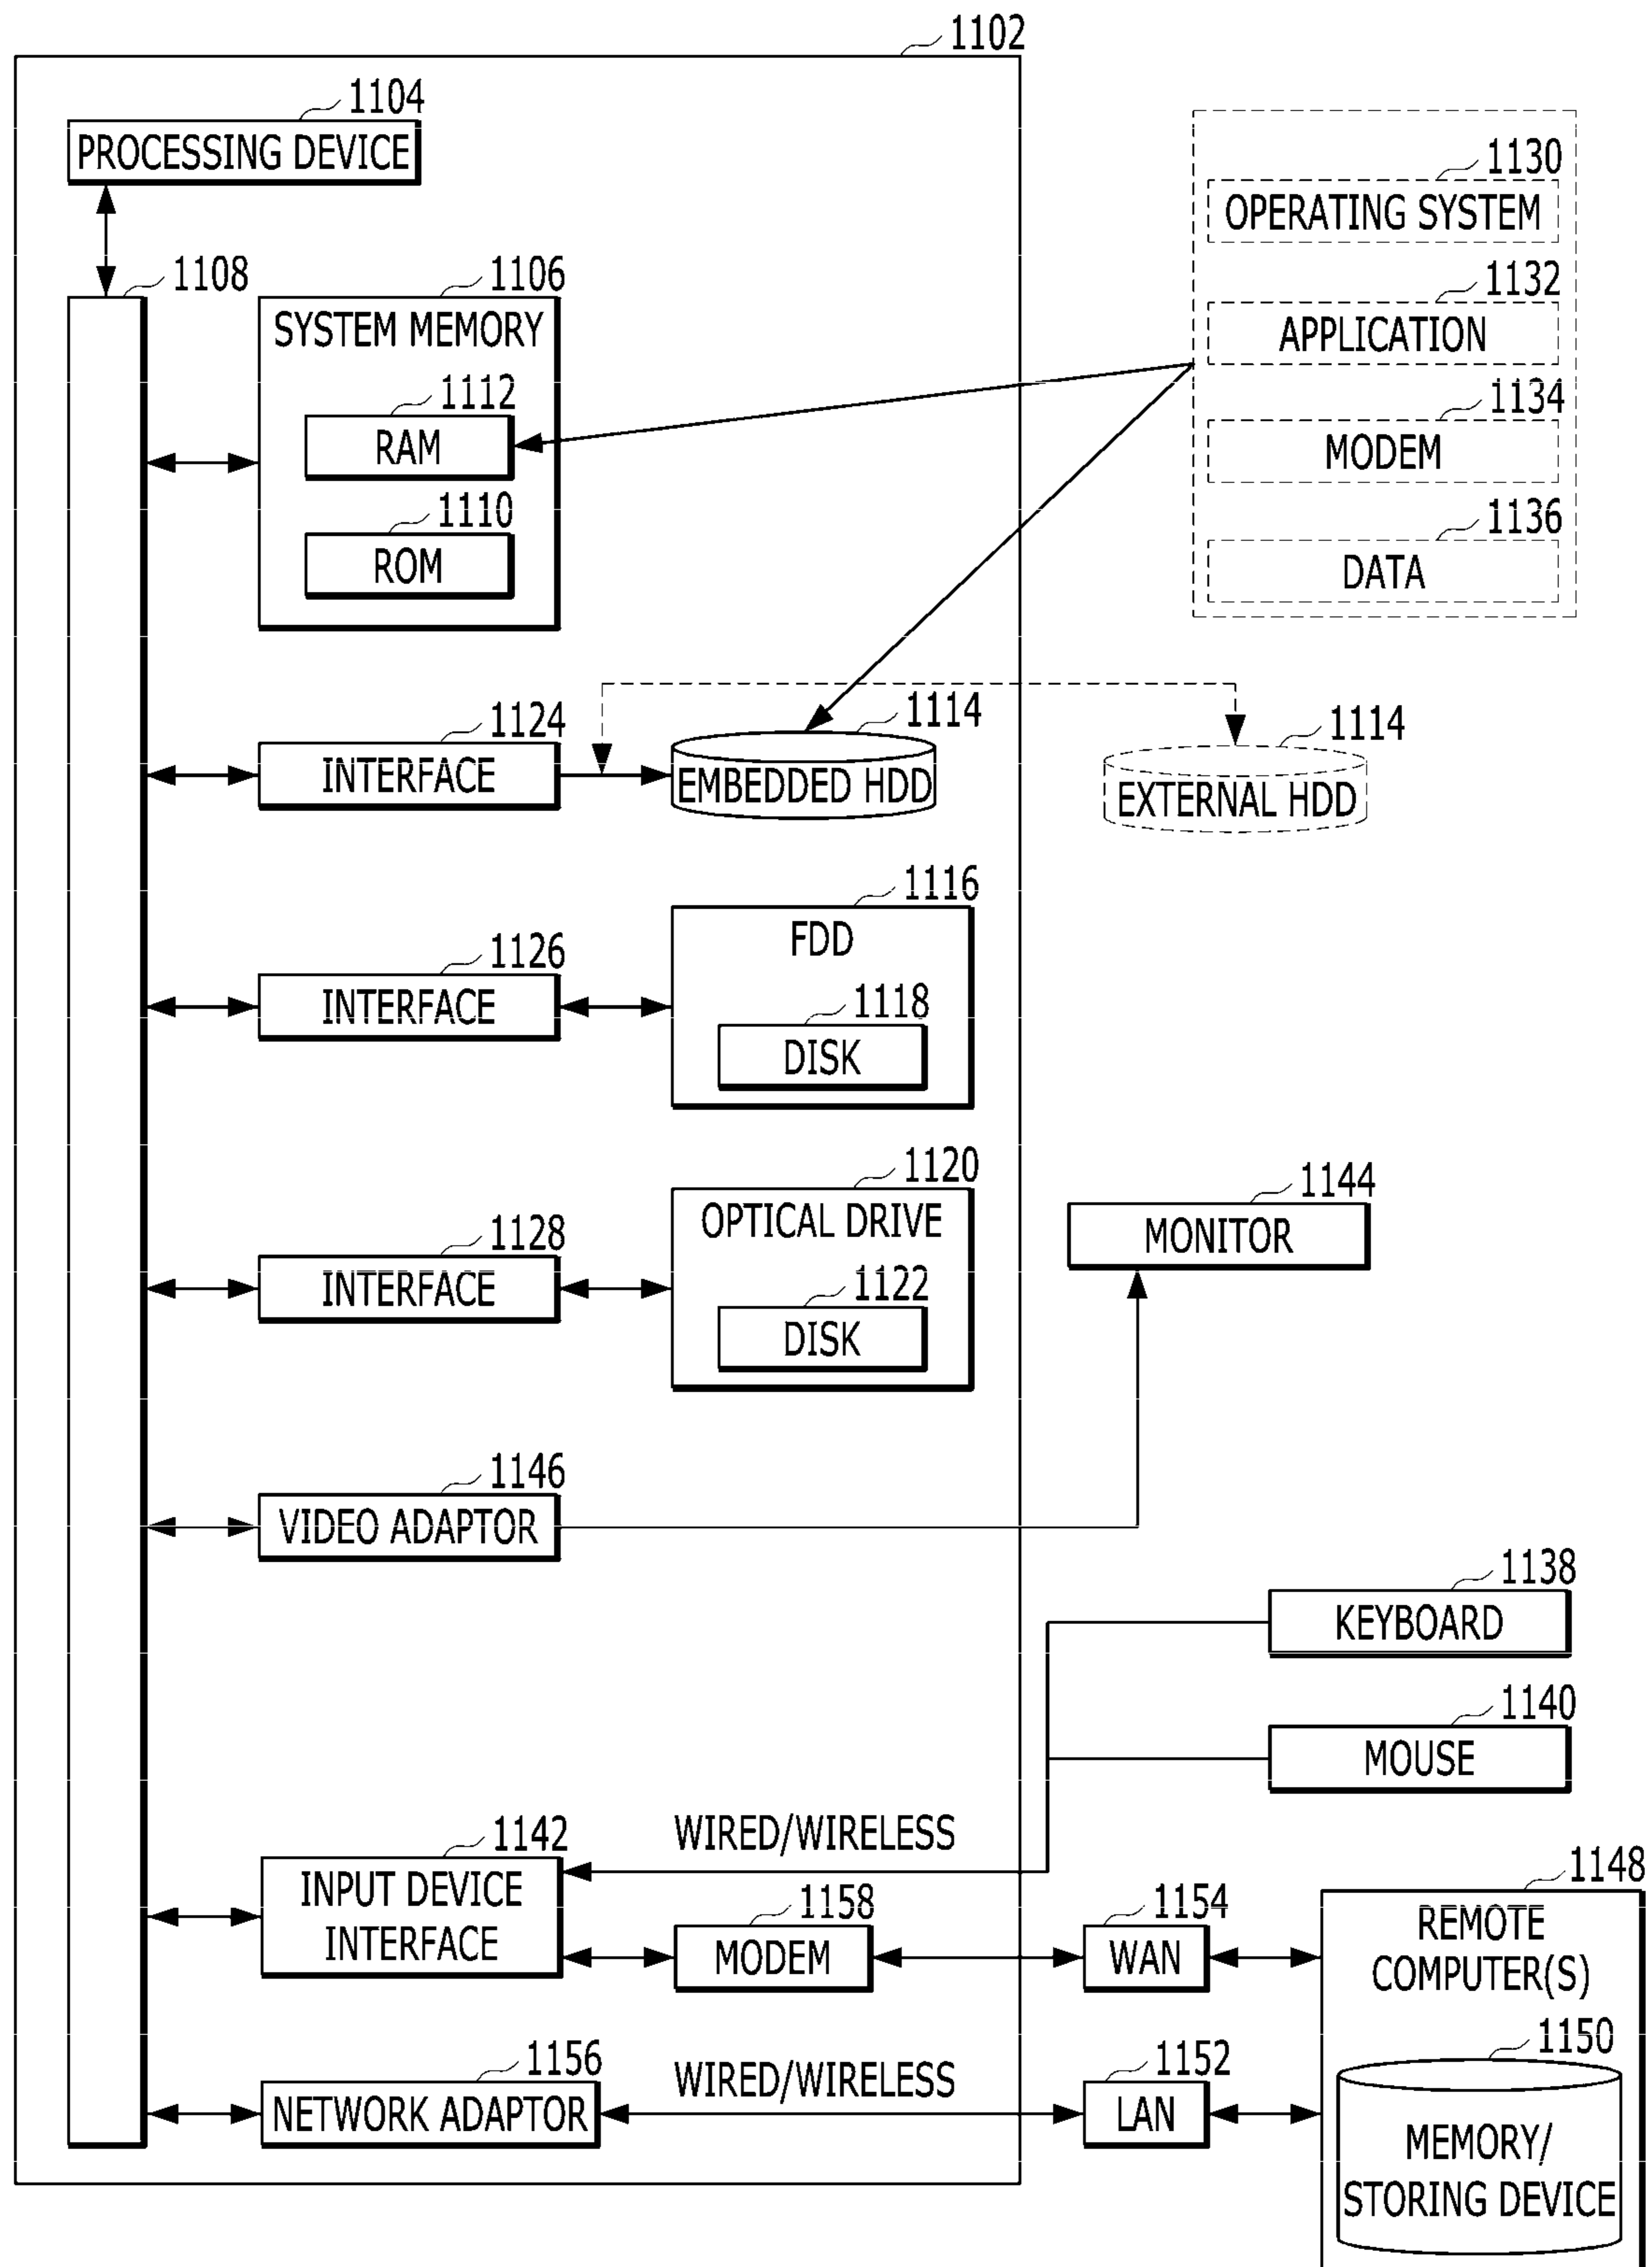 1102
1104
PROCESSING DEVICE
1130
OPERATING SYSTEM
1108
1106
SYSTEM MEMORY
1132
APPLICATION
1112
RAM
1134
MODEM
1110
ROM
1136
DATA
1124
INTERFACE
1114
EMBEDDED HDD
1114
EXTERNAL HDD
1116
FDD
1126
INTERFACE
1118
DISK
1120
OPTICAL DRIVE
1144
MONITOR
1128
INTERFACE
1122
DISK
1146
VIDEO ADAPTOR
1138
KEYBOARD
1140
MOUSE
1142
INPUT DEVICE
INTERFACE
WIRED/WIRELESS
1158
MODEM
1154
WAN
1148
REMOTE
COMPUTER(S)
1156
NETWORK ADAPTOR
WIRED/WIRELESS
1152
LAN
1150
MEMORY/
STORING DEVICE